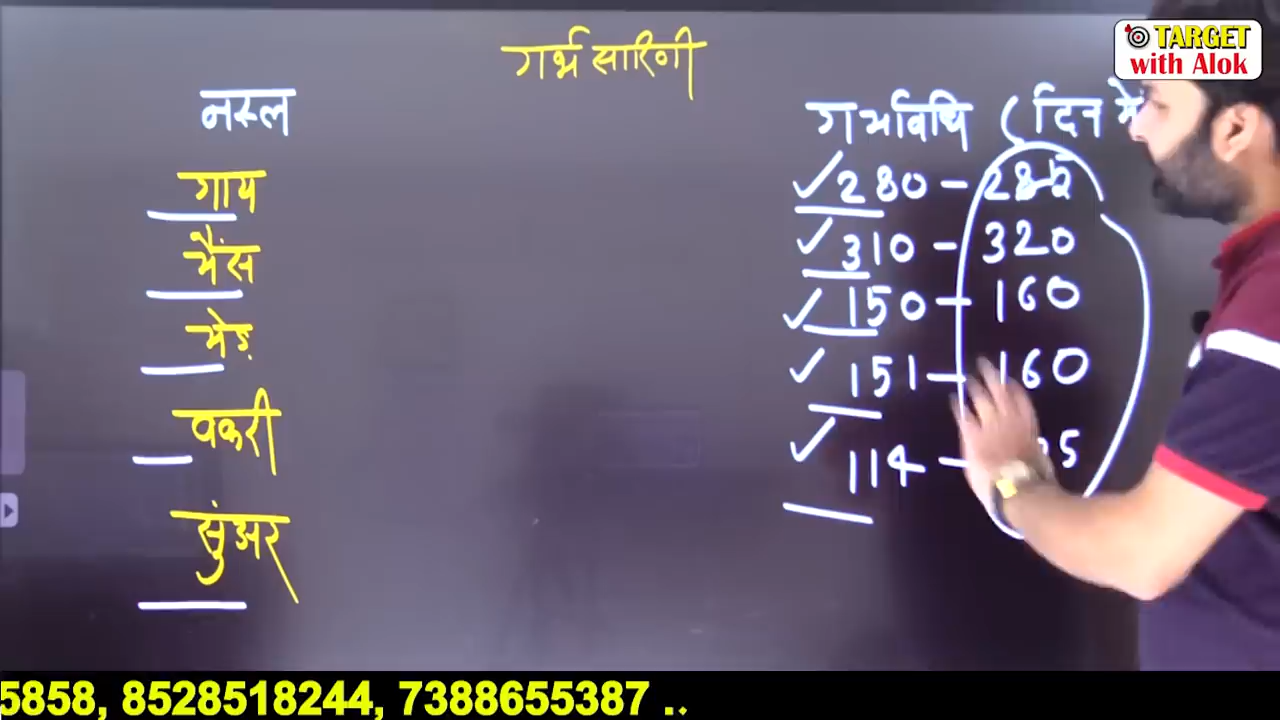 गर्भ सारिणी
TARGET
with Alok
नस्ल गर्भावधि ( दिन में
गाय 280 - 282
भैंस 310 - 320
भेड़ 150 - 160
बकरी 151 - 160
सुंअर 114 -
5858, 8528518244, 7388655387 ..